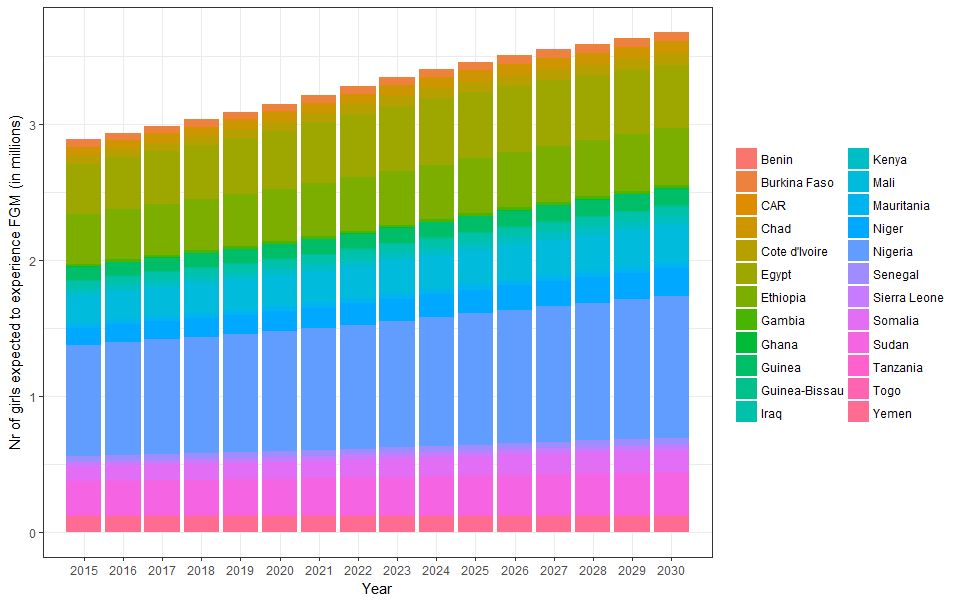 Nr of girls expected to experience FGM (in millions)
3
2
1
0
2015 2016 2017 2018 2019 2020 2021 2022 2023 2024 2025 2026 2027 2028 2029 2030
Year
Benin
Burkina Faso
CAR
Chad
Cote d'Ivoire
Egypt
Ethiopia
Gambia
Ghana
Guinea
Guinea-Bissau
Iraq
Kenya
Mali
Mauritania
Niger
Nigeria
Senegal
Sierra Leone
Somalia
Sudan
Tanzania
Togo
Yemen